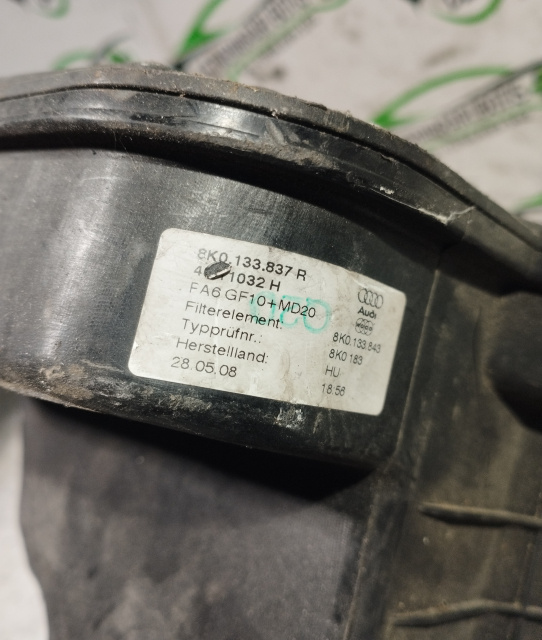 8K0.133.837 R
1032 H
FA6 GF10+MD20
Filterelement: 8K0.133.843
Typprüfnr.: 8K0 183
Herstellland: HU
28.05.08 18:56
Audi